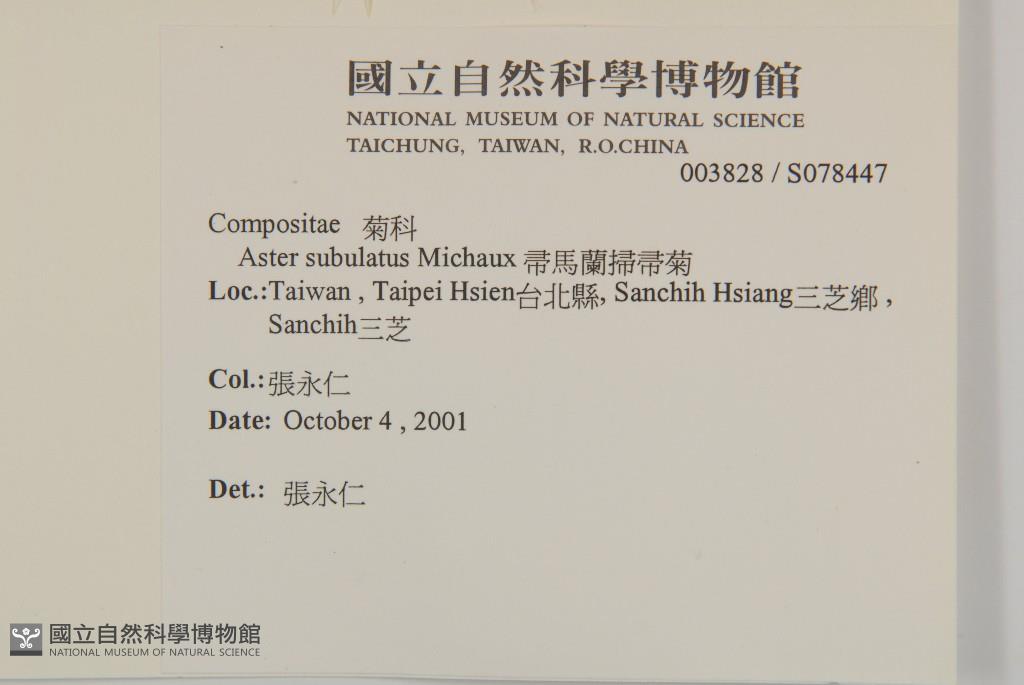 國立自然科學博物館
NATIONAL MUSEUM OF NATURAL SCIENCE
TAICHUNG, TAIWAN, R.O.CHINA
003828 / S078447
Compositae 菊科
Aster subulatus Michaux 帚馬蘭掃帚菊
Loc.:Taiwan , Taipei Hsien台北縣, Sanchih Hsiang三芝鄉 ,
Sanchih三芝
Col.:張永仁
Date: October 4 , 2001
Det.: 張永仁
國立自然科學博物館
NATIONAL MUSEUM OF NATURAL SCIENCE